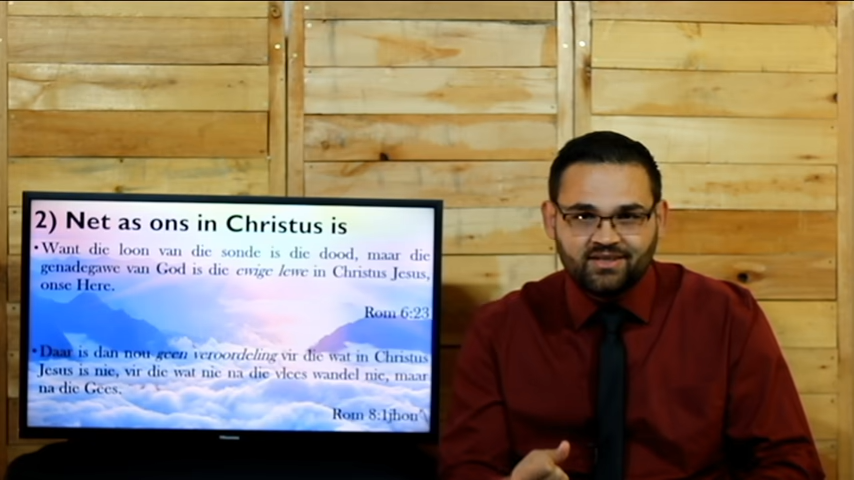 2) Net as ons in Christus is
• Want die loon van die sonde is die dood, maar die
genadegawe van God is die ewige lewe in Christus Jesus,
onse Here.
Rom 6:23
• Daar is dan nou geen veroordeling vir die wat in Christus
Jesus is nie, vir die wat nie na die vlees wandel nie, maar
na die Gees.
Rom 8:1jhon
Hisense